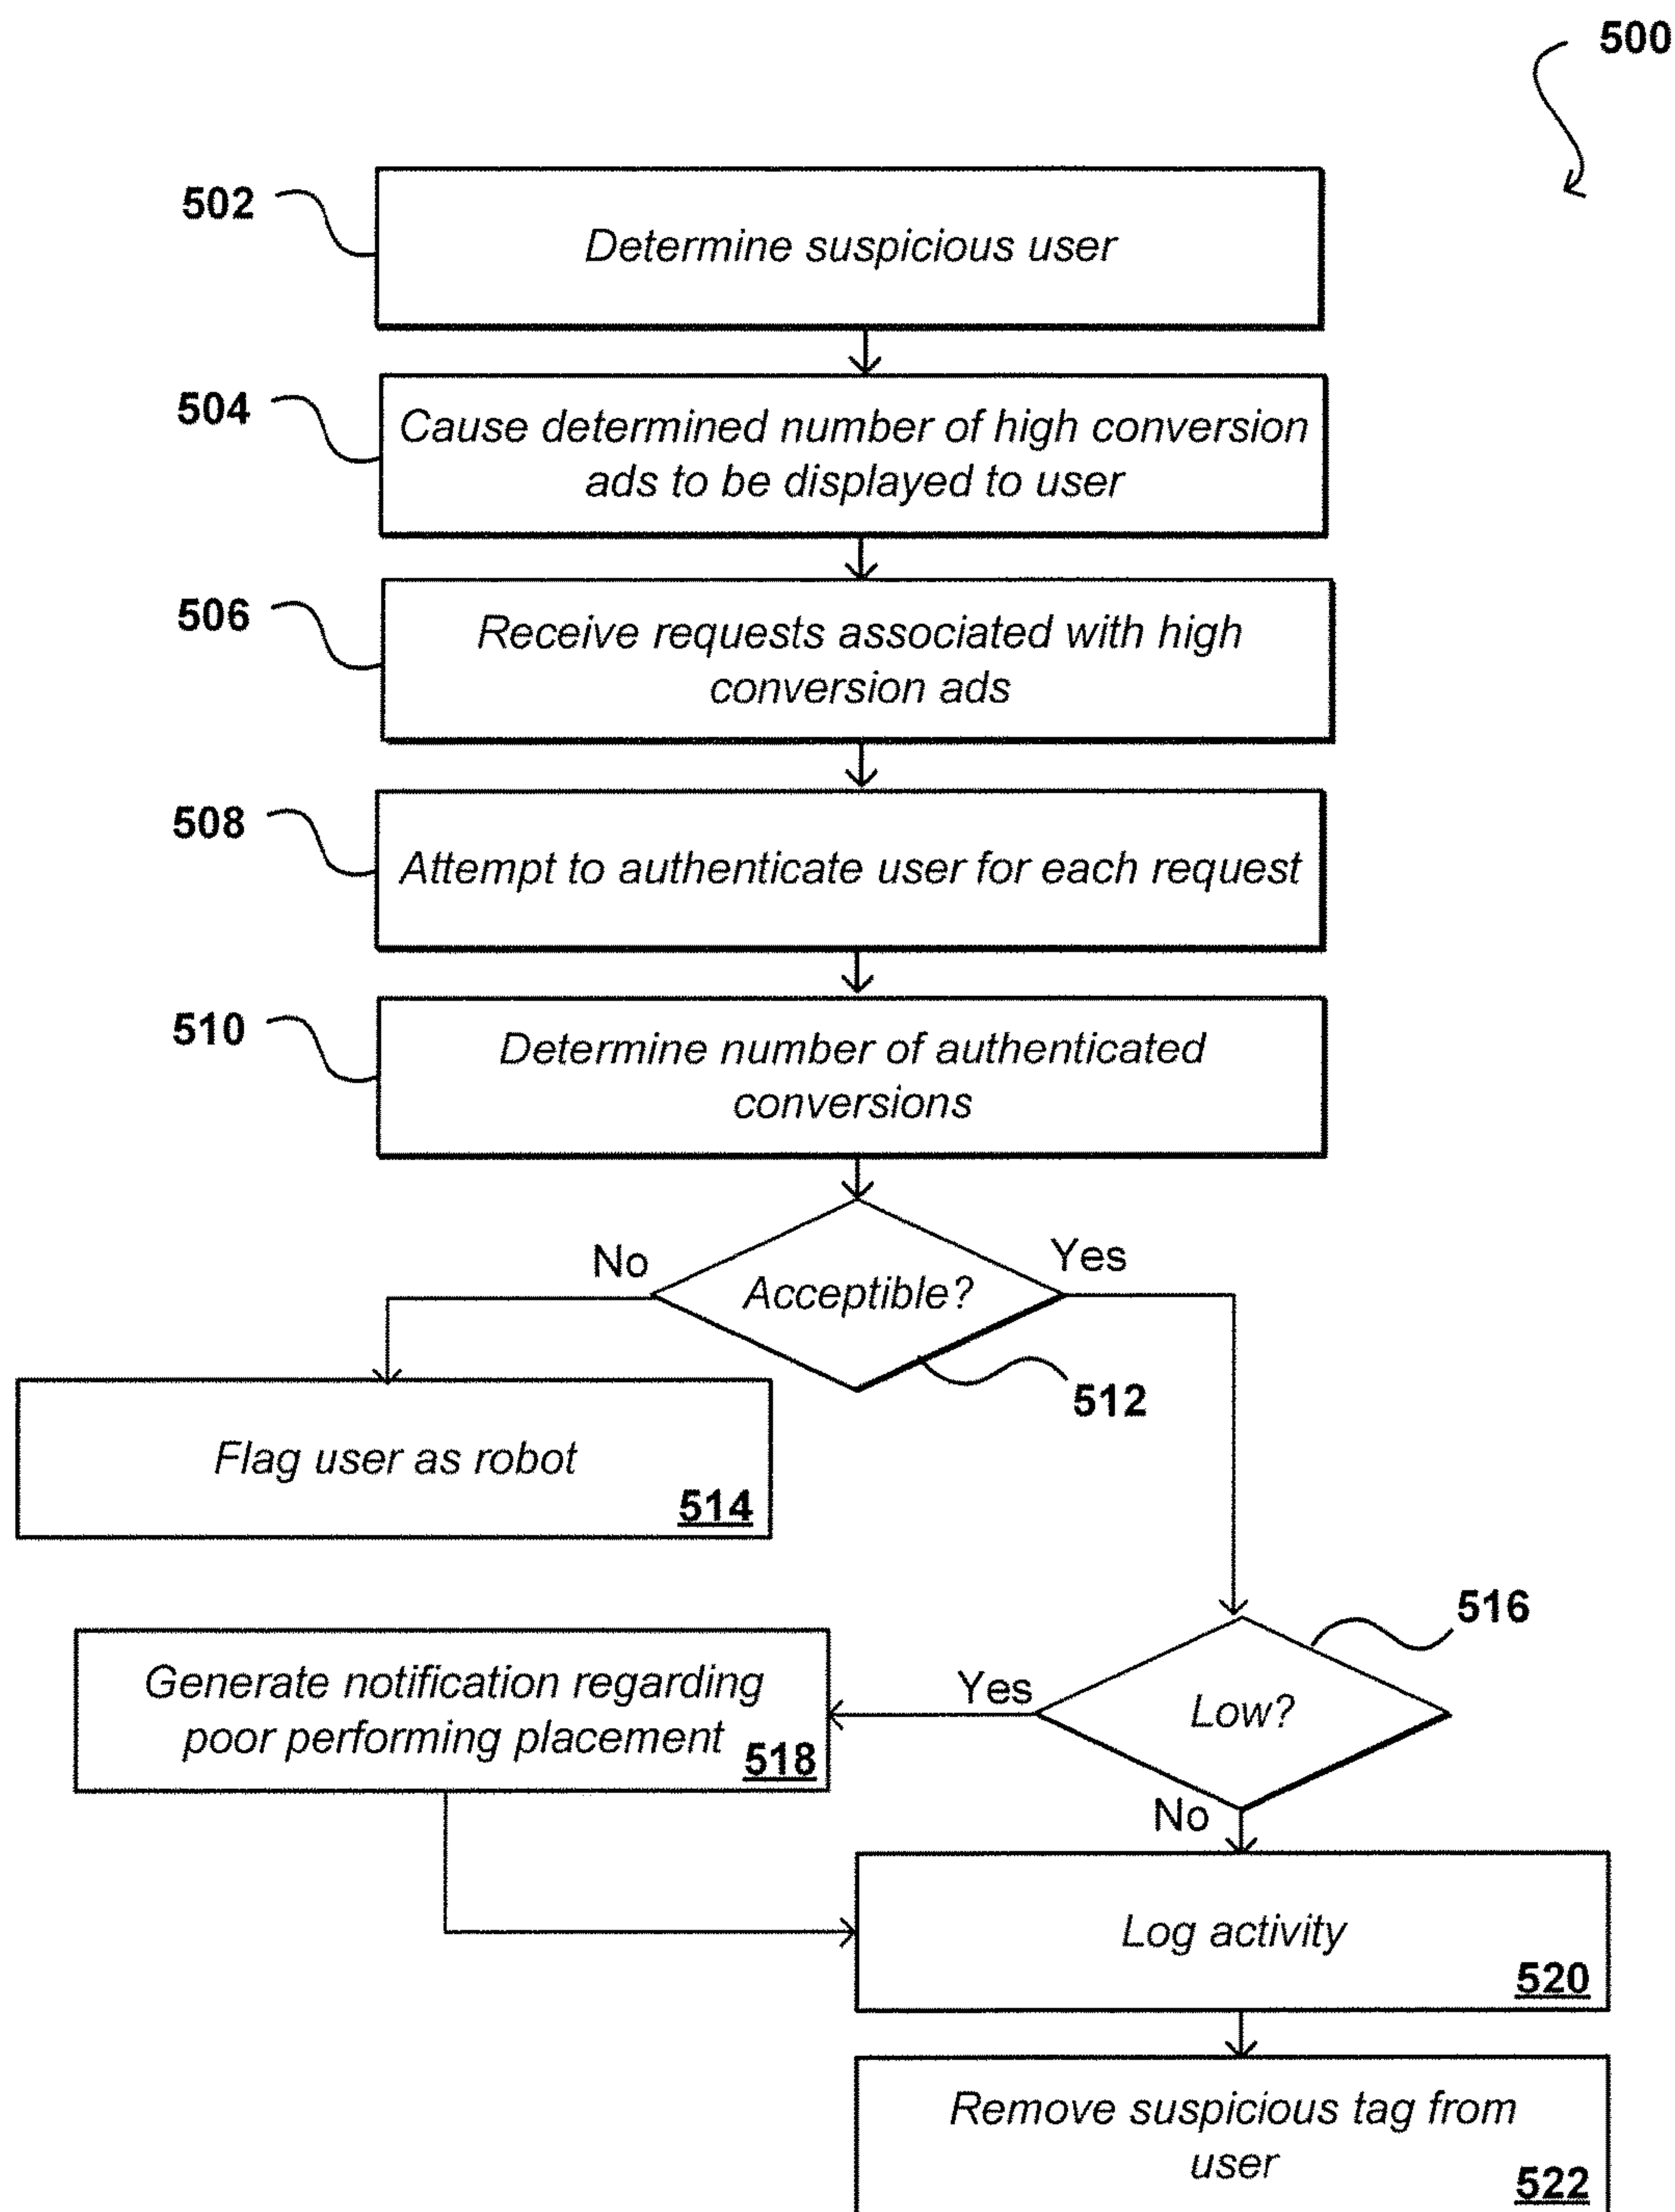 500
502
Determine suspicious user
504
Cause determined number of high conversion
ads to be displayed to user
506
Receive requests associated with high
conversion ads
508
Attempt to authenticate user for each request
510
Determine number of authenticated
conversions
No
Yes
Acceptible?
512
Flag user as robot
514
516
Generate notification regarding
poor performing placement
518
Yes
Low?
No
Log activity
520
Remove suspicious tag from
user
522